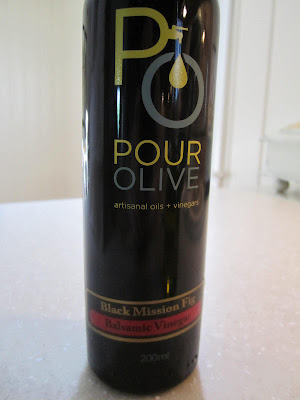 PO
POUR
OLIVE
artisanal oils + vinegars
Black Mission Fig
Balsamic Vinegar
200ml